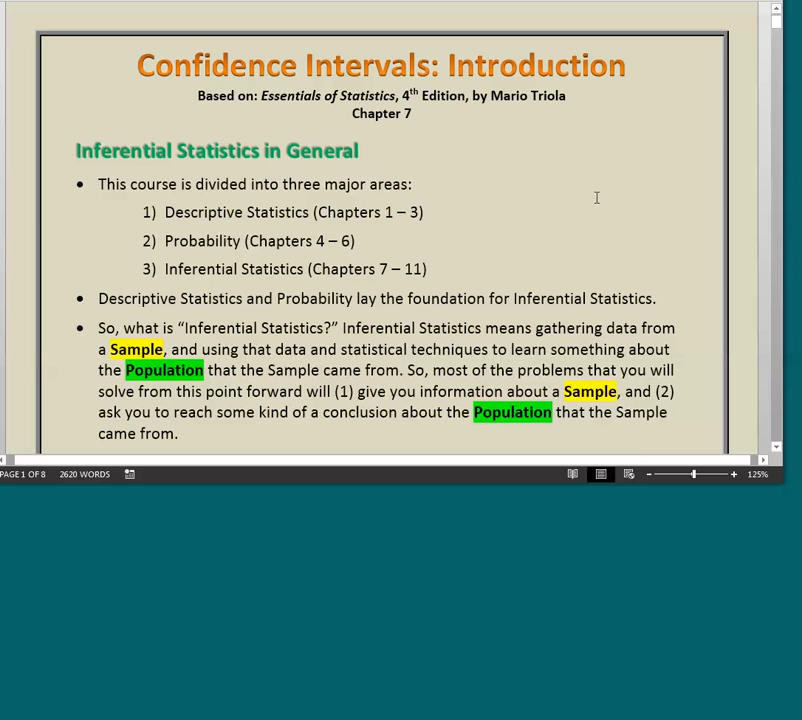 Confidence Intervals: Introduction
Based on: Essentials of Statistics, 4th Edition, by Mario Triola
Chapter 7
Inferential Statistics in General
• This course is divided into three major areas:
1) Descriptive Statistics (Chapters 1 – 3)
2) Probability (Chapters 4 – 6)
3) Inferential Statistics (Chapters 7 – 11)
• Descriptive Statistics and Probability lay the foundation for Inferential Statistics.
• So, what is “Inferential Statistics?” Inferential Statistics means gathering data from
a Sample, and using that data and statistical techniques to learn something about
the Population that the Sample came from. So, most of the problems that you will
solve from this point forward will (1) give you information about a Sample, and (2)
ask you to reach some kind of a conclusion about the Population that the Sample
came from.
PAGE 1 OF 8 2620 WORDS 125%